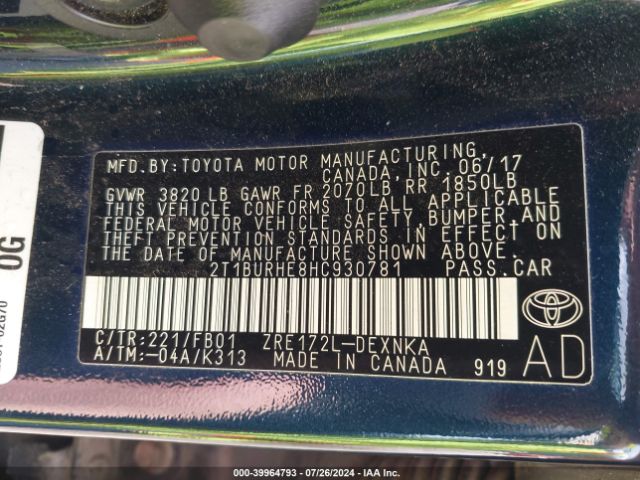 MFD.BY:TOYOTA MOTOR MANUFACTURING,
CANADA,INC. 06/17
GVWR 3820 LB GAWR FR 2070LB RR 1850LB
THIS VEHICLE CONFORMS TO ALL APPLICABLE
FEDERAL MOTOR VEHICLE SAFETY, BUMPER,AND
THEFT PREVENTION STANDARDS IN EFFECT ON
THE DATE OF MANUFACTURE SHOWN ABOVE.
2T1BURHE8HC930781 PASS.CAR
C/TR:221/FB01 ZRE172L-DEXNKA
A/TM:-04A/K313 MADE IN CANADA 919
AD
0G
02G70
000-39964793 - 07/26/2024 - IAA Inc.